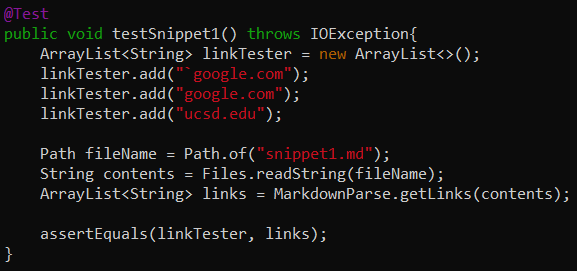 @Test
public void testSnippet1() throws IOException{
    ArrayList<String> linkTester = new ArrayList<>();
    linkTester.add("`google.com");
    linkTester.add("google.com");
    linkTester.add("ucsd.edu");

    Path fileName = Path.of("snippet1.md");
    String contents = Files.readString(fileName);
    ArrayList<String> links = MarkdownParse.getLinks(contents);

    assertEquals(linkTester, links);
}